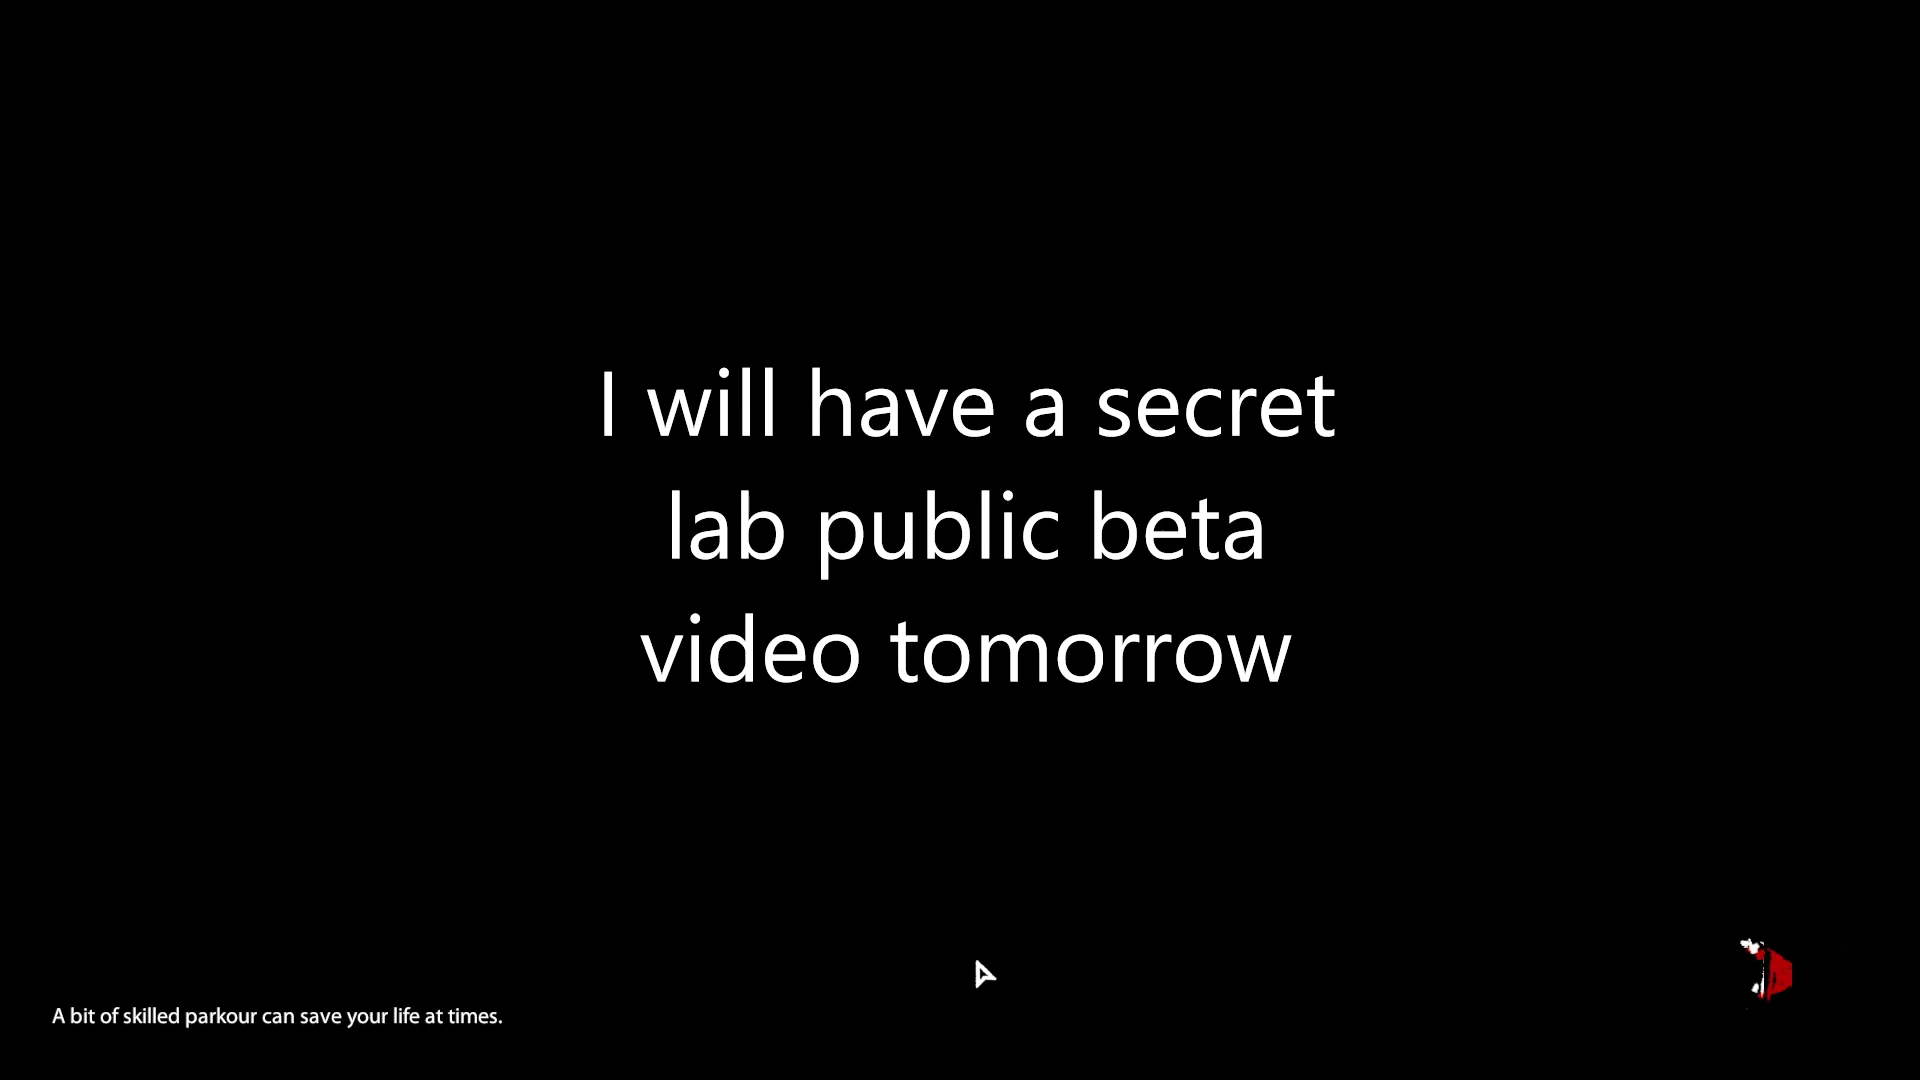 I will have a secret
lab public beta
video tomorrow
A bit of skilled parkour can save your life at times.